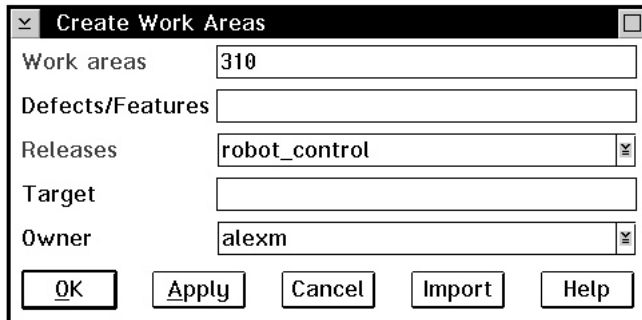 Create Work Areas
Work areas 310
Defects/Features
Releases robot_control
Target
Owner alexm
OK Apply Cancel Import Help